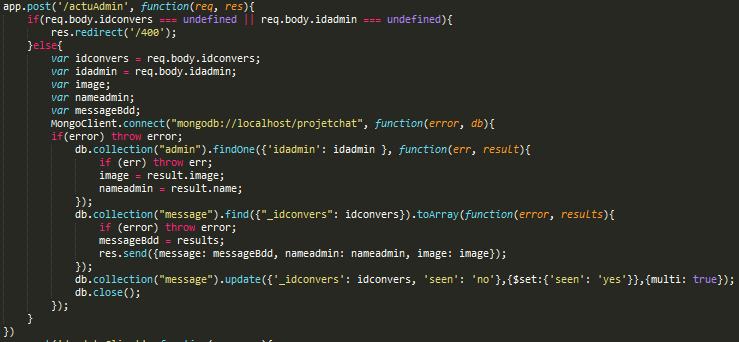 app.post('/actuAdmin', function(req, res){
if(req.body.idconvers === undefined || req.body.idadmin === undefined){
res.redirect('/400');
}else{
var idconvers = req.body.idconvers;
var idadmin = req.body.idadmin;
var image;
var nameadmin;
var messageBdd;
MongoClient.connect("mongodb://localhost/projetchat", function(error, db){
if(error) throw error;
db.collection("admin").findOne({'idadmin': idadmin }, function(err, result){
if (err) throw err;
image = result.image;
nameadmin = result.name;
});
db.collection("message").find({"_idconvers": idconvers}).toArray(function(error, results){
if (error) throw error;
messageBdd = results;
res.send({message: messageBdd, nameadmin: nameadmin, image: image});
});
db.collection("message").update({'_idconvers': idconvers, 'seen': 'no'},{$set:{'seen': 'yes'}},{multi: true});
db.close();
});
}
})